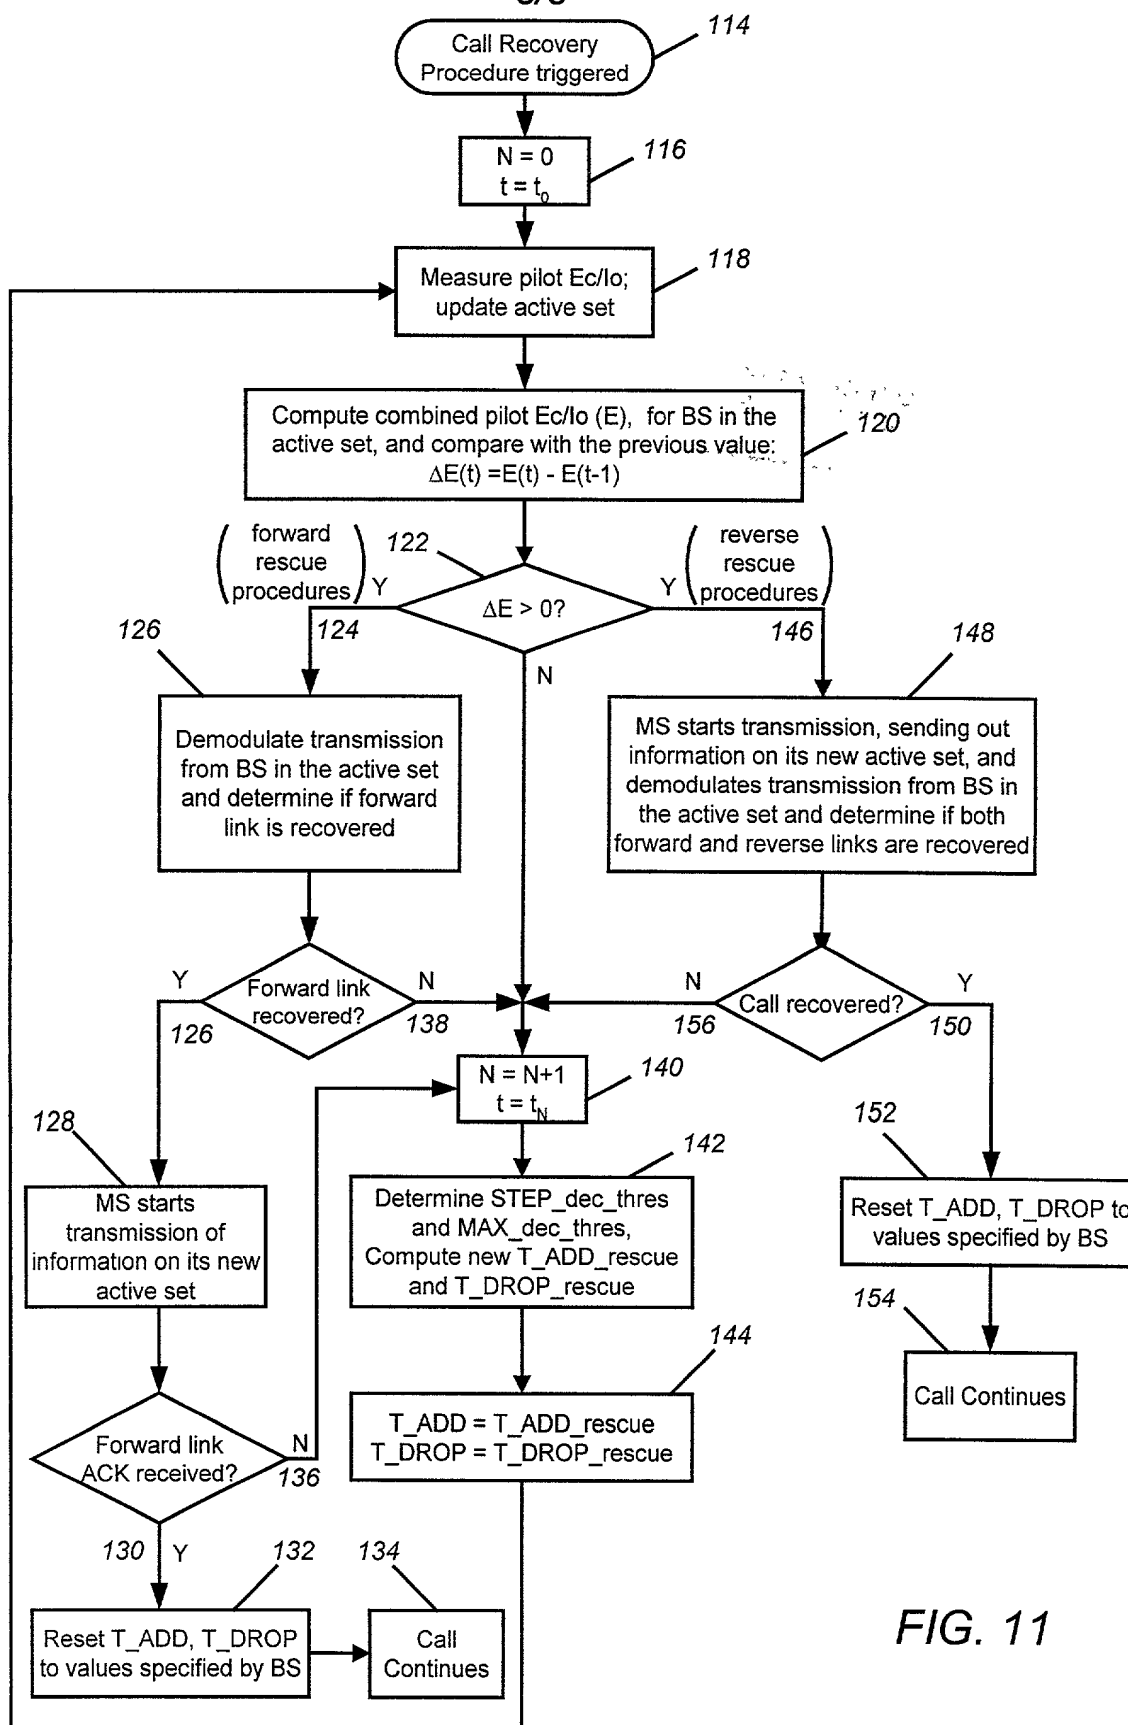 114
Call Recovery
Procedure triggered
N = 0
t = t0
116
Measure pilot Ec/Io;
update active set
118
Compute combined pilot Ec/Io (E), for BS in the
active set, and compare with the previous value:
ΔE(t) =E(t) - E(t-1)
120
(forward
rescue
procedures)
122
(reverse
rescue
procedures)
Y
Y
ΔE > 0?
124
146
N
126
148
Demodulate transmission
from BS in the active set
and determine if forward
link is recovered
MS starts transmission, sending out
information on its new active set, and
demodulates transmission from BS in
the active set and determine if both
forward and reverse links are recovered
Y
Forward link
recovered?
N
126
138
N
Call recovered?
Y
156
150
N = N+1
t = tN
140
128
MS starts
transmission of
information on its new
active set
142
Determine STEP_dec_thres
and MAX_dec_thres,
Compute new T_ADD_rescue
and T_DROP_rescue
152
Reset T_ADD, T_DROP to
values specified by BS
154
Call Continues
144
T_ADD = T_ADD_rescue
T_DROP = T_DROP_rescue
Forward link
ACK received?
N
136
130
Y
132
134
Reset T_ADD, T_DROP
to values specified by BS
Call
Continues
FIG. 11